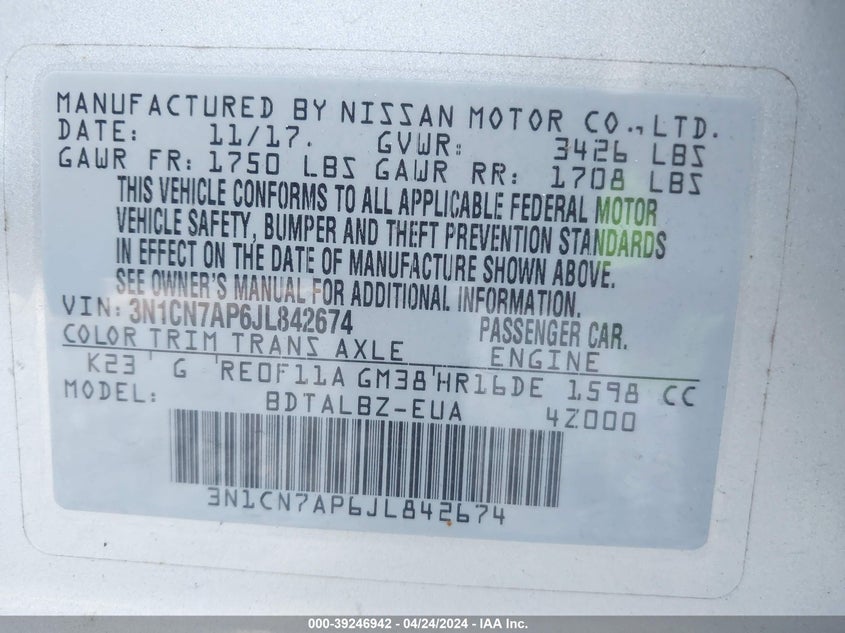 MANUFACTURED BY NISSAN MOTOR CO.,LTD.
DATE: 11/17. GVWR: 3426 LBS
GAWR FR: 1750 LBS GAWR RR: 1708 LBS
THIS VEHICLE CONFORMS TO ALL APPLICABLE FEDERAL MOTOR
VEHICLE SAFETY, BUMPER AND THEFT PREVENTION STANDARDS
IN EFFECT ON THE DATE OF MANUFACTURE SHOWN ABOVE.
SEE OWNER'S MANUAL FOR ADDITIONAL INFORMATION.
VIN: 3N1CN7AP6JL842674 PASSENGER CAR.
COLOR TRIM TRANS AXLE ENGINE
K23 ' G 'RE0F11A GM38'HR16DE 1598 CC
MODEL: BDTALBZ-EUA 4Z000
3N1CN7AP6JL842674
000-39246942 - 04/24/2024 - IAA Inc.